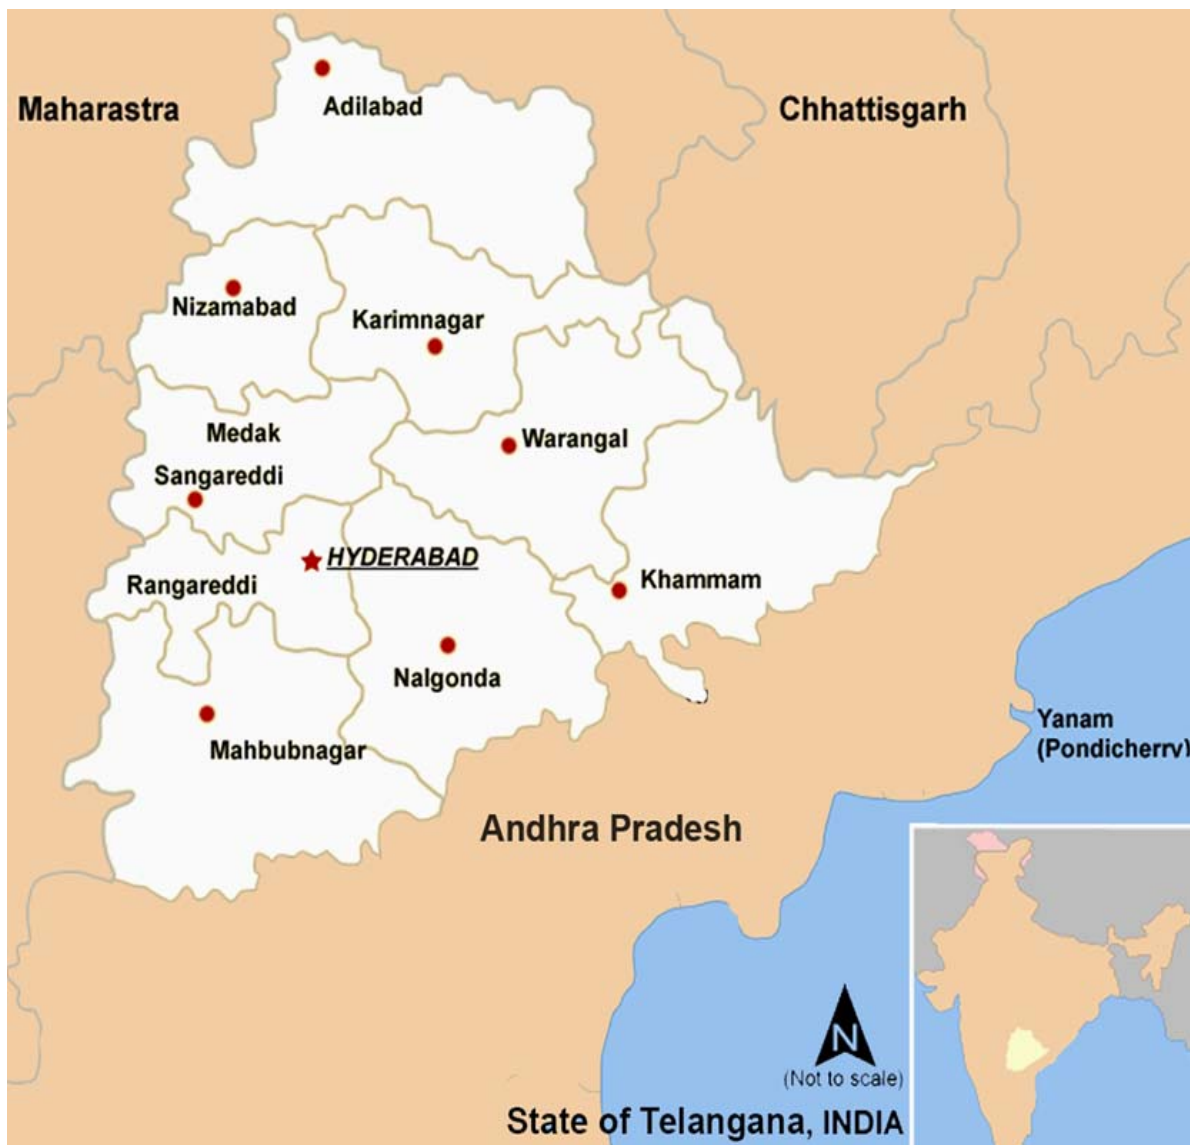 Maharastra
Chhattisgarh
Adilabad
Nizamabad
Karimnagar
Medak
Warangal
Sangareddi
HYDERABAD
Rangareddi
Khammam
Nalgonda
Mahbubnagar
Yanam
(Pondicherrv)
Andhra Pradesh
N
(Not to scale)
State of Telangana, INDIA